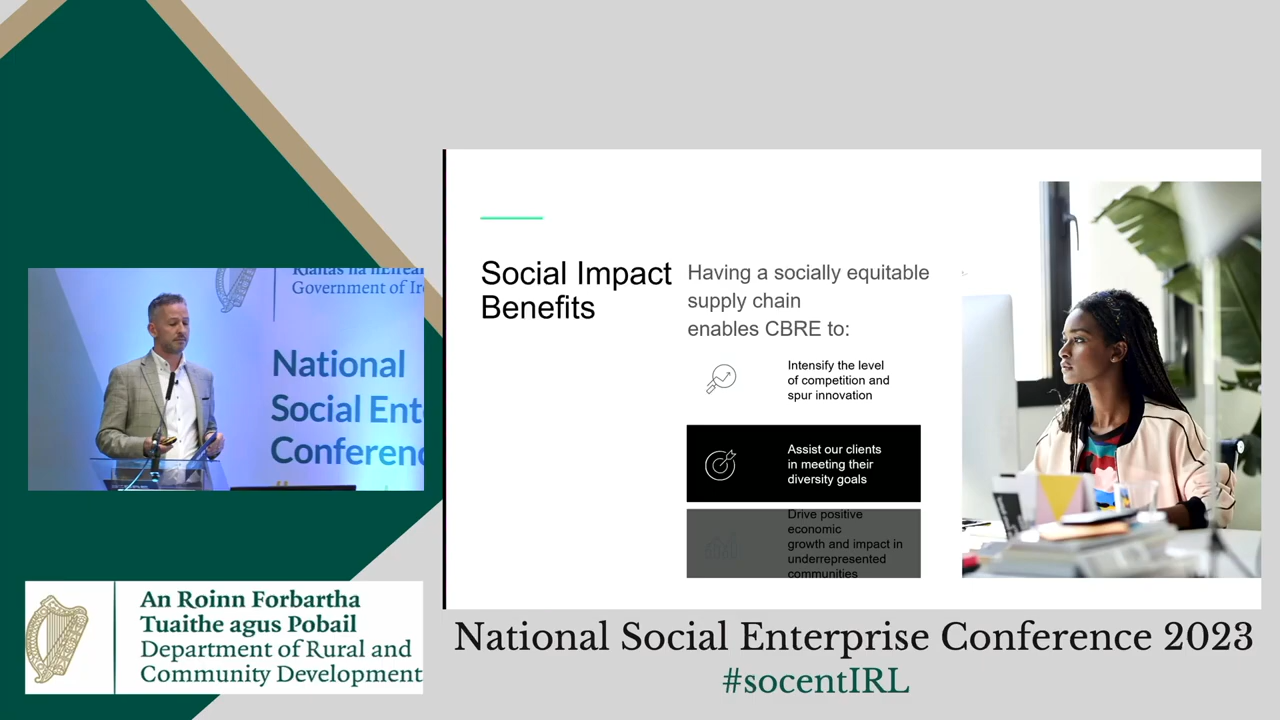 Government of
National
Social
An Roinn Forbartha
Tuaithe agus Pobail
Department of Rural and
Community Development
Social Impact
Benefits
Having a socially equitable
supply chain
enables CBRE to:
Intensify the level
of competition and
spur innovation
Assist our clients
in meeting their
diversity goals
Drive positive
economic
growth and impact in
underrepresented
communities
National Social Enterprise Conference 2023
#socentIRL